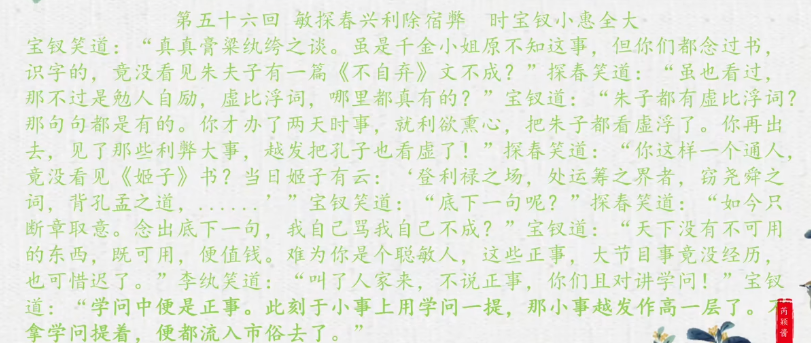 第五十六回 敏探春兴利除宿弊 时宝钗小惠全大
宝钗笑道：“真真膏粱纨绔之谈。虽是千金小姐原不知这事，但你们都念过书，
识字的，竟没看见朱夫子有一篇《不自弃》文不成？”探春笑道：“虽也看过，
那不过是勉人自励，虚比浮词，哪里都真有的？”宝钗道：“朱子都有虚比浮词？
那句句都是有的。你才办了两天时事，就利欲熏心，把朱子都看虚浮了。你再出
去，见了那些利弊大事，越发把孔子也看虚了！”探春笑道：“你这样一个通人，
竟没看见《姬子》书？当日姬子有云：‘登利禄之场，处运筹之界者，窃尧舜之
词，背孔孟之道，......’”宝钗笑道：“底下一句呢？”探春笑道：“如今只
断章取意。念出底下一句，我自己骂我自己不成？”宝钗道：“天下没有不可用
的东西，既可用，便值钱。难为你是个聪敏人，这些正事，大节目事竟没经历，
也可惜迟了。”李纨笑道：“叫了人家来，不说正事，你们且对讲学问！”宝钗
道：“学问中便是正事。此刻于小事上用学问一提，那小事越发作高一层了。不
拿学问提着，便都流入市俗去了。”